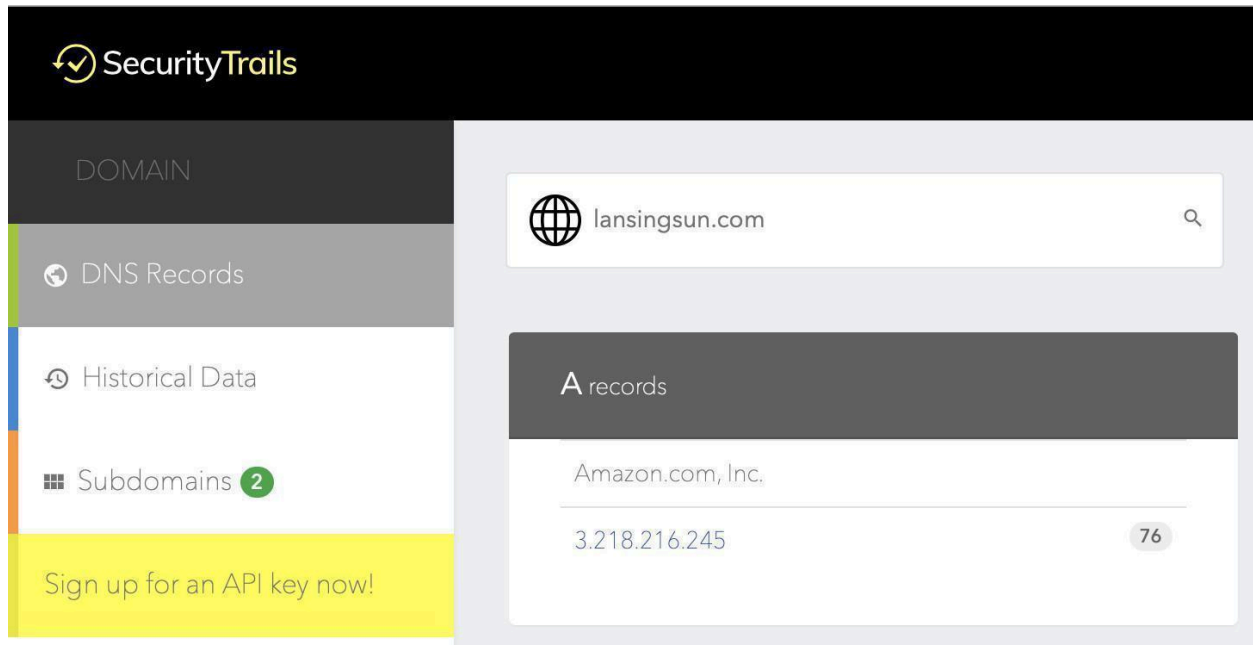 SecurityTrails
DOMAIN
DNS Records
Historical Data
Subdomains 2
Sign up for an API key now!
lansingsun.com
A records
Amazon.com, Inc.
3.218.216.245 76